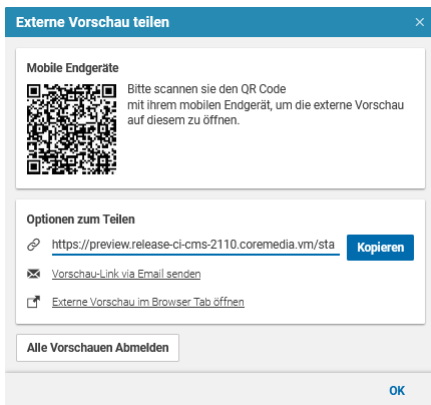 Externe Vorschau teilen
Mobile Endgeräte
Bitte scannen sie den QR Code
mit ihrem mobilen Endgerät, um die externe Vorschau
auf diesem zu öffnen.
Optionen zum Teilen
https://preview.release-ci-cms-2110.coremedia.vm/sta
Kopieren
Vorschau-Link via Email senden
Externe Vorschau im Browser Tab öffnen
Alle Vorschauen Abmelden
OK